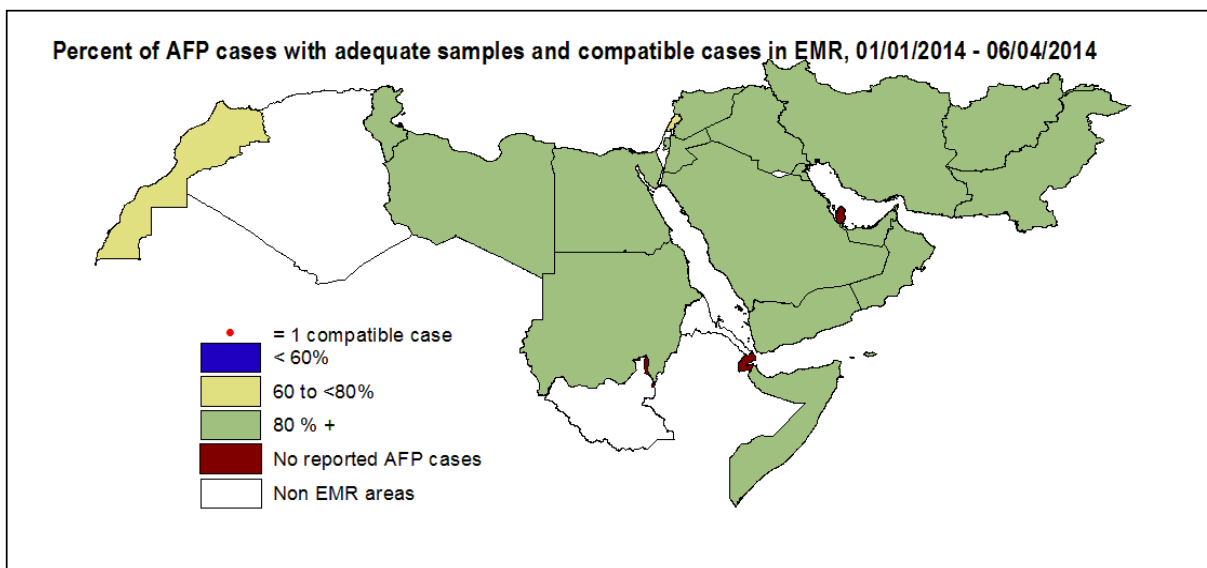 Percent of AFP cases with adequate samples and compatible cases in EMR, 01/01/2014 - 06/04/2014
= 1 compatible case
< 60%
60 to <80%
80 % +
No reported AFP cases
Non EMR areas